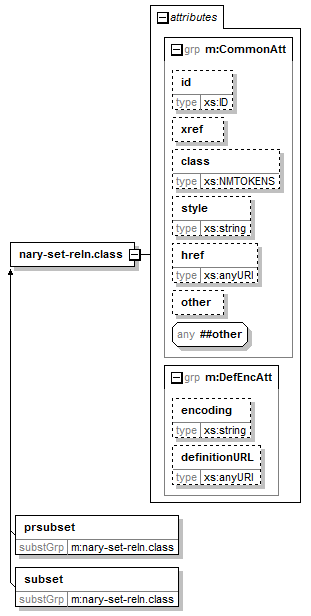 attributes
grp m:CommonAtt
id
type xs:ID
xref
class
type xs:NMTOKENS
style
type xs:string
nary-set-reln.class
href
type xs:anyURI
other
any ##other
grp m:DefEncAtt
encoding
type xs:string
definitionURL
type xs:anyURI
prsubset
substGrp m:nary-set-reln.class
subset
substGrp m:nary-set-reln.class